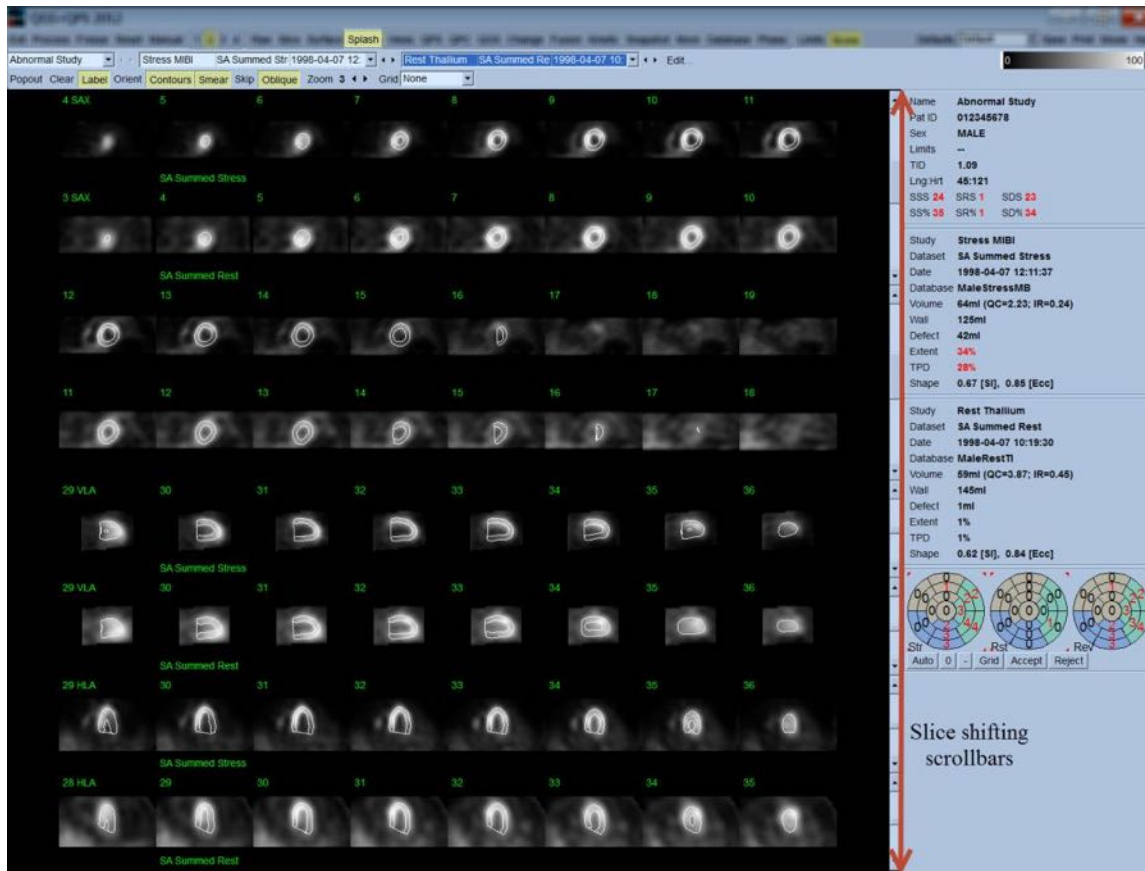 QGS+QPS 2012
Splash
Abnormal Study Stress MIBI SA Summed Str 1998-04-07 12: Rest Thallium SA Summed Re 1998-04-07 10: Edit...
Popout Clear Label Orient Contours Smear Skip Oblique Zoom 3 Grid None
0 100
4 SAX 5 6 7 8 9 10 11
SA Summed Stress
3 SAX 4 5 6 7 8 9 10
SA Summed Rest
12 13 14 15 16 17 18 19
11 12 13 14 15 16 17 18
29 VLA 30 31 32 33 34 35 36
SA Summed Stress
29 VLA 30 31 32 33 34 35 36
SA Summed Rest
29 HLA 30 31 32 33 34 35 36
SA Summed Stress
28 HLA 29 30 31 32 33 34 35
SA Summed Rest
Name Abnormal Study
Pat ID 012345678
Sex MALE
Limits --
TID 1.09
Lng:Hrt 45:121
SSS 24 SRS 1 SDS 23
SS% 35 SR% 1 SD% 34
Study Stress MIBI
Dataset SA Summed Stress
Date 1998-04-07 12:11:37
Database MaleStressMB
Volume 64ml (QC=2.23; IR=0.24)
Wall 125ml
Defect 42ml
Extent 34%
TPD 28%
Shape 0.67 [SI], 0.85 [Ecc]
Study Rest Thallium
Dataset SA Summed Rest
Date 1998-04-07 10:19:30
Database MaleRestTl
Volume 59ml (QC=3.87; IR=0.45)
Wall 145ml
Defect 1ml
Extent 1%
TPD 1%
Shape 0.62 [SI], 0.84 [Ecc]
Str Rst Rev
Auto 0 - Grid Accept Reject
Slice shifting
scrollbars